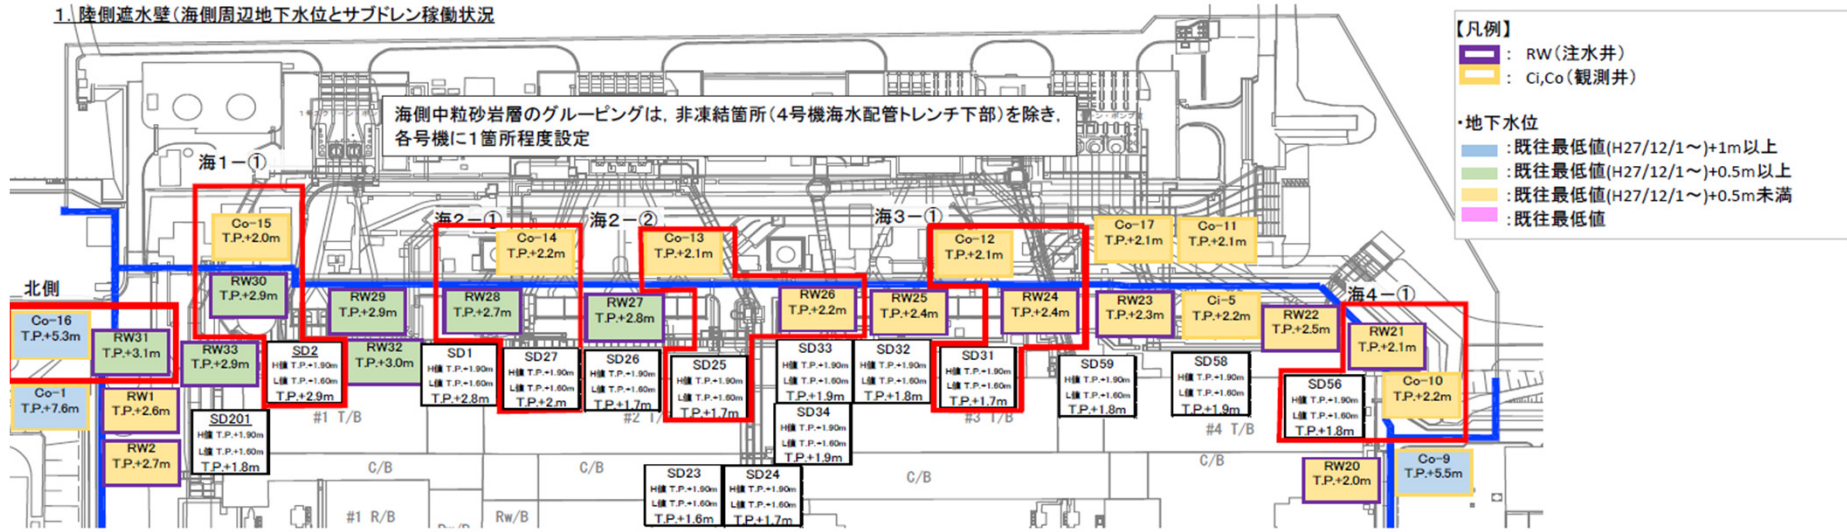 1. 陸側遮水壁(海側周辺地下水位とサブドレン稼働状況
【凡例】
: RW(注水井)
: Ci,Co(観測井)
・地下水位
:既往最低値(H27/12/1〜)+1m以上
:既往最低値(H27/12/1〜)+0.5m以上
:既往最低値(H27/12/1〜)+0.5m未満
:既往最低値
海側中粒砂岩層のグルーピングは, 非凍結箇所(4号機海水配管トレンチ下部)を除き,
各号機に1箇所程度設定
海1-①
海2-①
海2-②
海3-①
海4-①
北側
Co-15
T.P.+2.0m
Co-14
T.P.+2.2m
Co-13
T.P.+2.1m
Co-12
T.P.+2.1m
Co-17
T.P.+2.1m
Co-11
T.P.+2.1m
Co-16
T.P.+5.3m
RW31
T.P.+3.1m
RW30
T.P.+2.9m
RW29
T.P.+2.9m
RW28
T.P.+2.7m
RW27
T.P.+2.8m
RW26
T.P.+2.2m
RW25
T.P.+2.4m
RW24
T.P.+2.4m
RW23
T.P.+2.3m
Ci-5
T.P.+2.2m
RW22
T.P.+2.5m
RW21
T.P.+2.1m
RW33
T.P.+2.9m
SD2
H値 T.P.+1.90m
L値 T.P.+1.60m
T.P.+2.9m
RW32
T.P.+3.0m
SD1
H値 T.P.+1.90m
L値 T.P.+1.60m
T.P.+2.8m
SD27
H値 T.P.+1.90m
L値 T.P.+1.60m
T.P.+2.m
SD26
H値 T.P.+1.90m
L値 T.P.+1.60m
T.P.+1.7m
SD25
H値 T.P.+1.90m
L値 T.P.+1.60m
T.P.+1.7m
SD33
H値 T.P.+1.90m
L値 T.P.+1.60m
T.P.+1.9m
SD32
H値 T.P.+1.90m
L値 T.P.+1.60m
T.P.+1.8m
SD31
H値 T.P.+1.90m
L値 T.P.+1.60m
T.P.+1.7m
SD59
H値 T.P.+1.90m
L値 T.P.+1.60m
T.P.+1.8m
SD58
H値 T.P.+1.90m
L値 T.P.+1.60m
T.P.+1.9m
SD56
H値 T.P.+1.90m
L値 T.P.+1.60m
T.P.+1.8m
Co-10
T.P.+2.2m
Co-1
T.P.+7.6m
RW1
T.P.+2.6m
RW2
T.P.+2.7m
SD201
H値 T.P.+1.90m
L値 T.P.+1.60m
T.P.+1.8m
#1 T/B
#2 T/
#3 T/B
#4 T/B
SD34
H値 T.P.+1.90m
L値 T.P.+1.60m
T.P.+1.9m
C/B
C/B
C/B
C/B
SD23
H値 T.P.+1.90m
L値 T.P.+1.60m
T.P.+1.6m
SD24
H値 T.P.+1.90m
L値 T.P.+1.60m
T.P.+1.7m
RW20
T.P.+2.0m
Co-9
T.P.+5.5m
#1 R/B
Rw/B